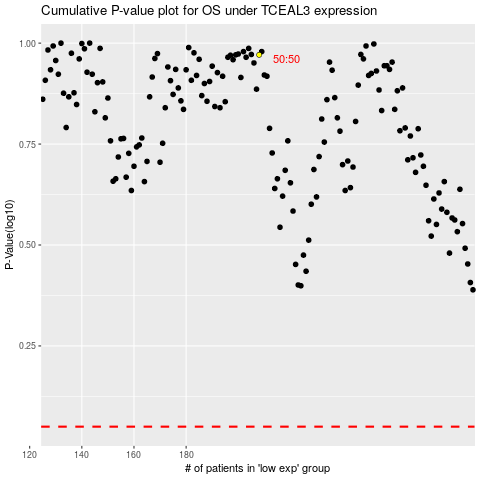 Cumulative P-value plot for OS under TCEAL3 expression
1.00
50:50
0.75
P-Value(log10)
0.50
0.25
120 140 160 180
# of patients in 'low exp' group